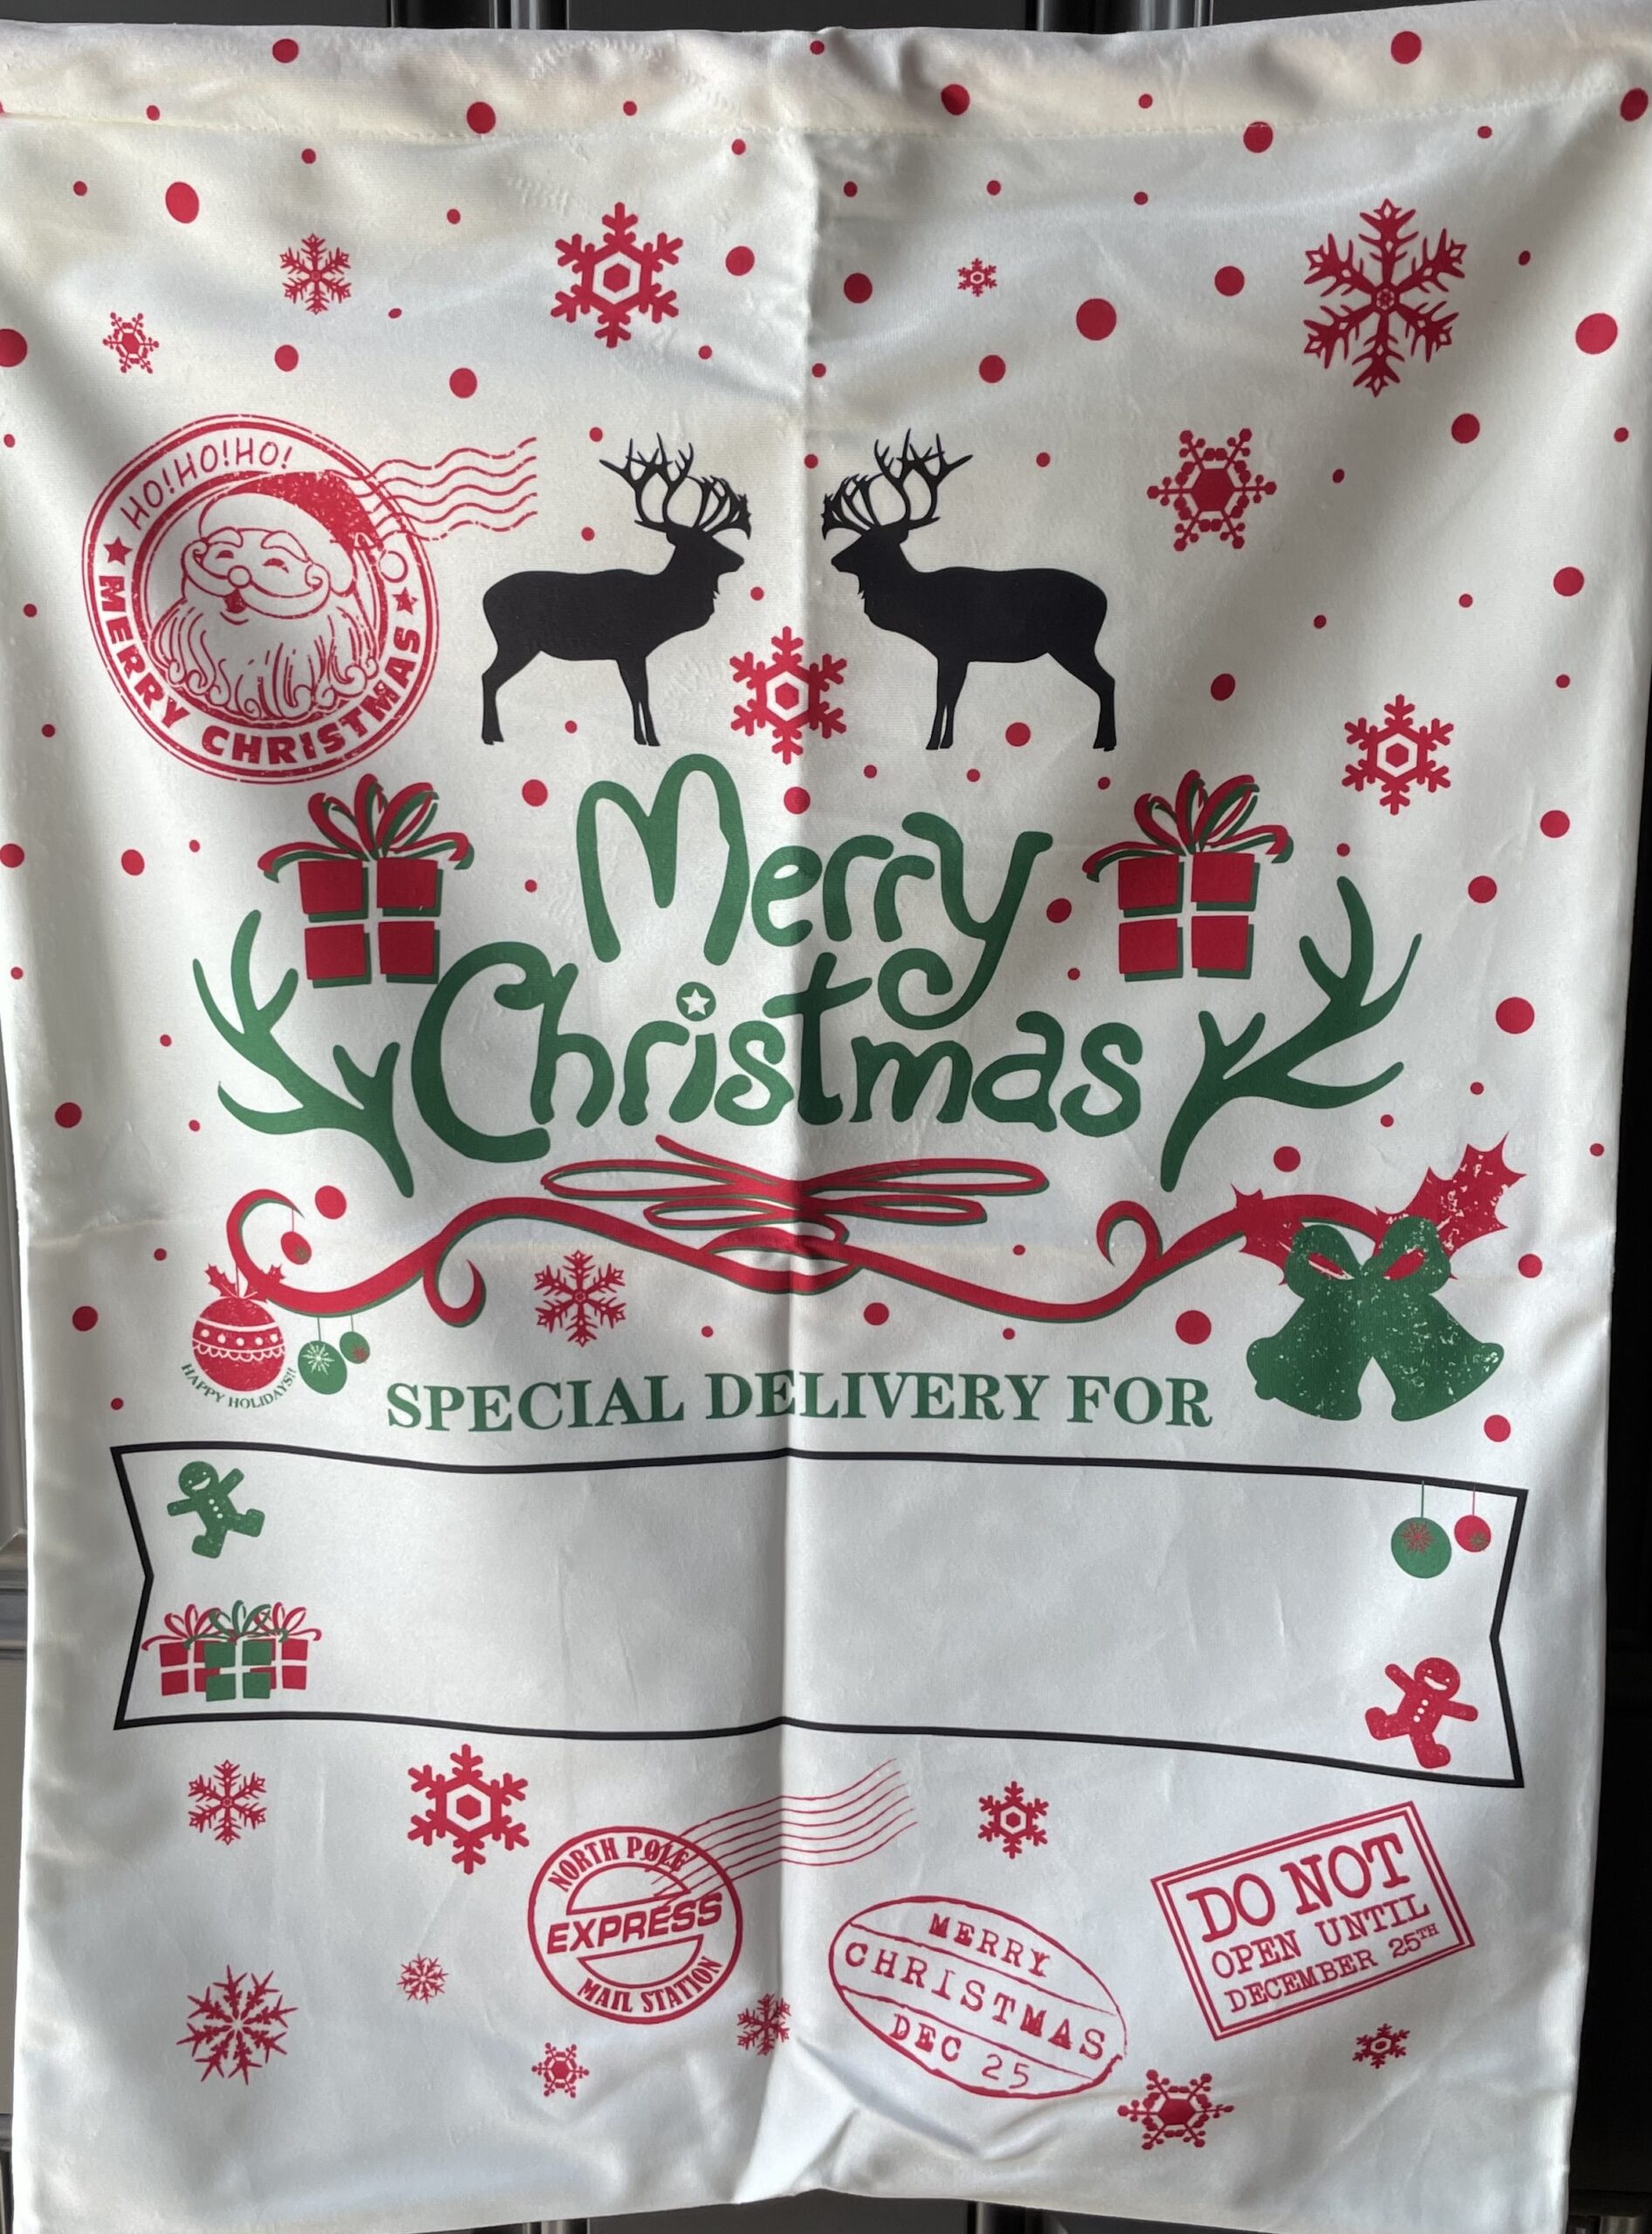 HO!HO!HO!
MERRY CHRISTMAS
Merry
Christmas
HAPPY HOLIDAYS!!
SPECIAL DELIVERY FOR
NORTH POLE
EXPRESS
MAIL STATION
MERRY
CHRISTMAS
DEC 25
DO NOT
OPEN UNTIL
DECEMBER 25TH